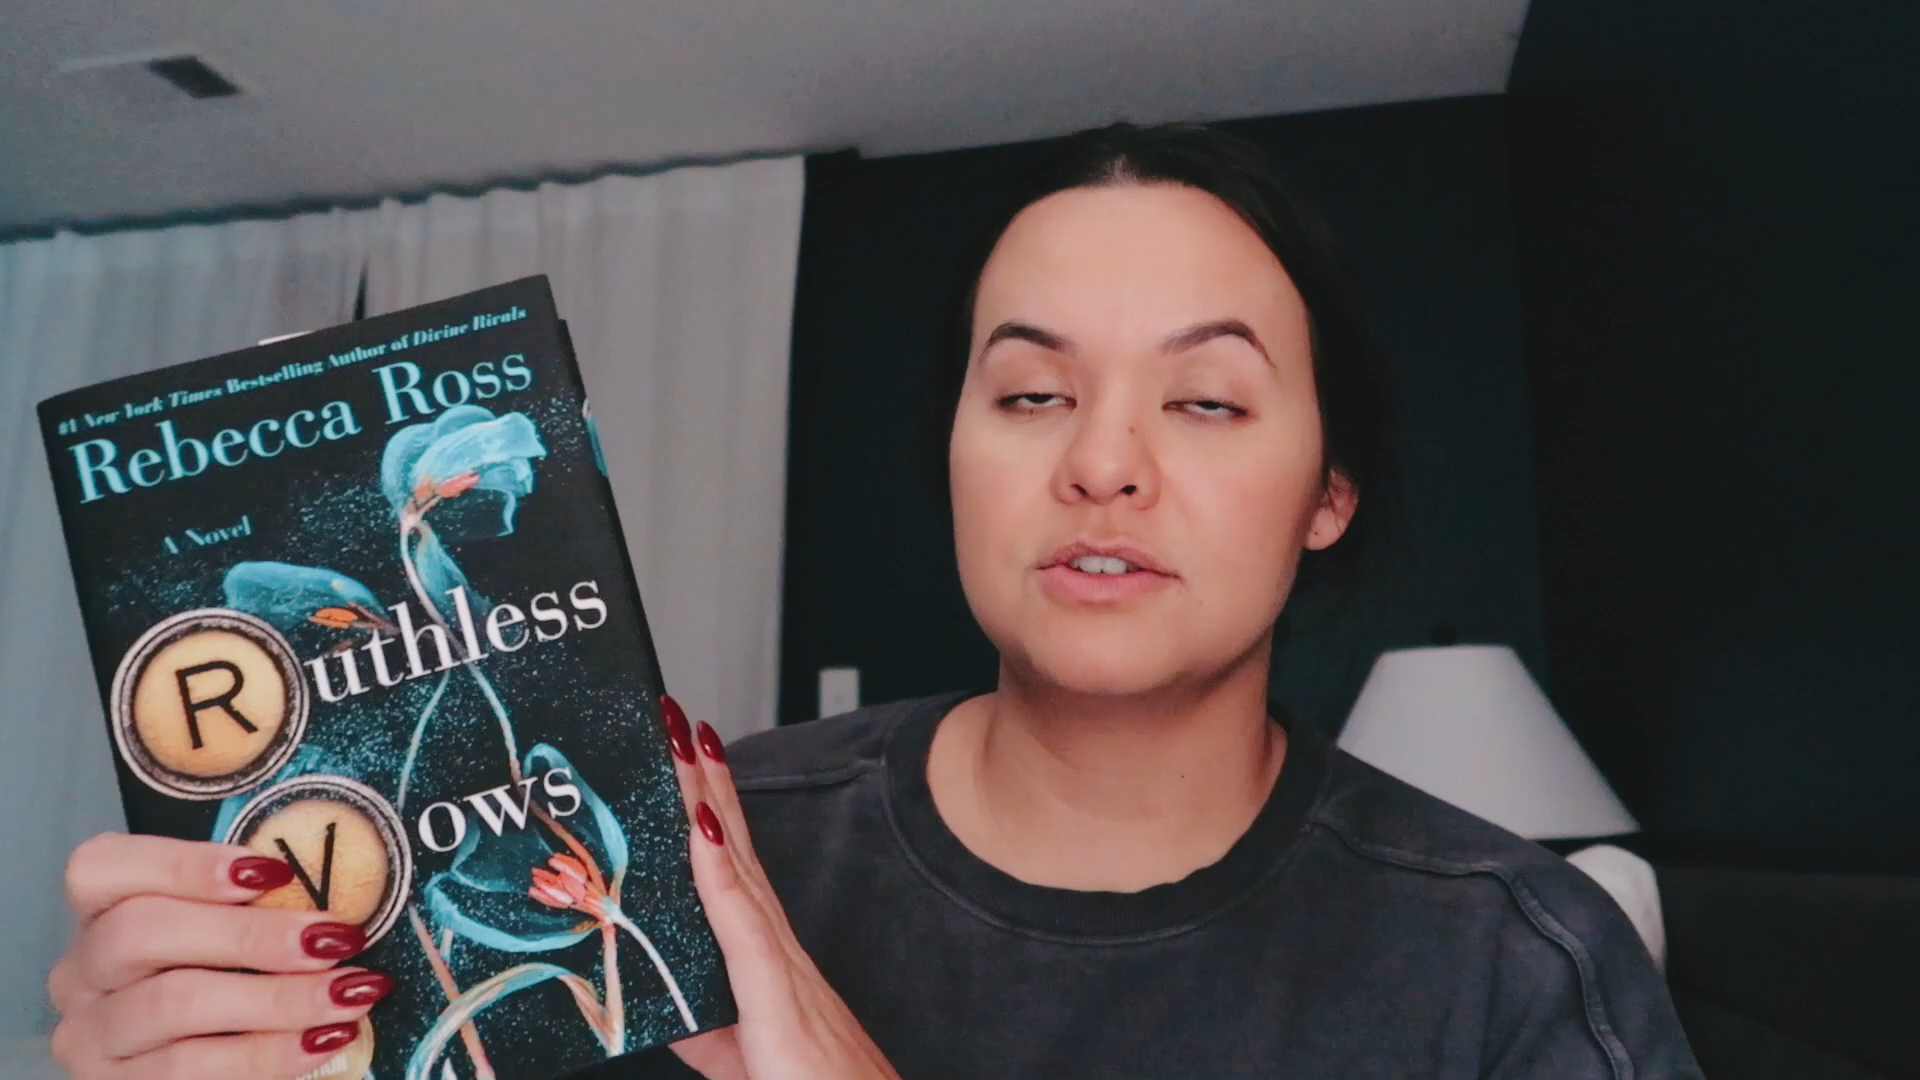 #1 New York Times Bestselling Author of Divine Rivals
Rebecca Ross
A Novel
Ruthless
Vows